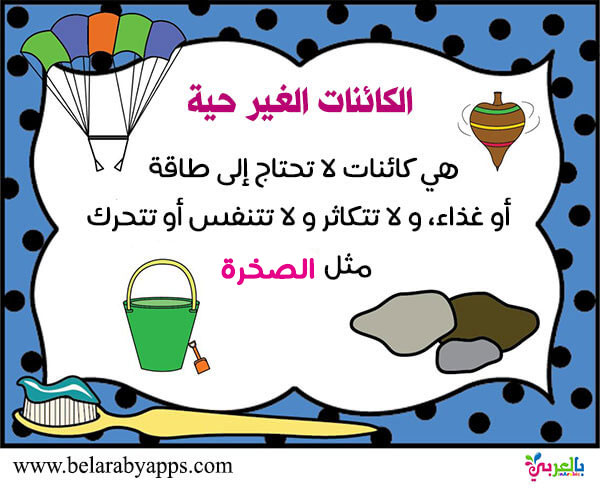 الكائنات الغير حية
هي كائنات لا تحتاج إلى طاقة
أو غذاء، و لا تتكاثر و لا تتنفس أو تتحرك
مثل الصخرة
www.belarabyapps.com
بالعربي